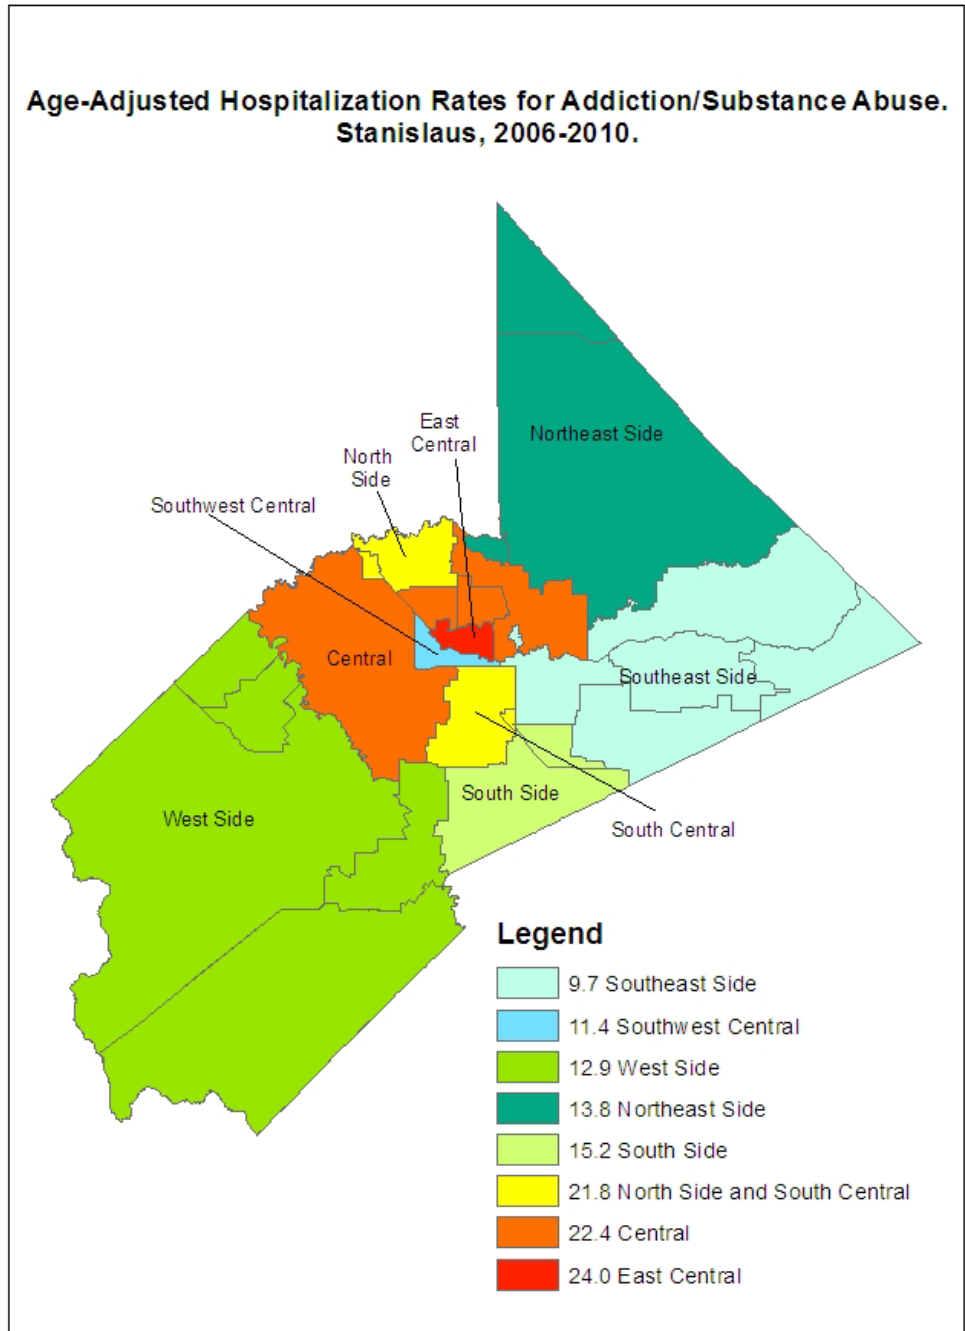 Age-Adjusted Hospitalization Rates for Addiction/Substance Abuse.
Stanislaus, 2006-2010.
East
Central
Northeast Side
North
Side
Southwest Central
Central
Southeast Side
West Side
South Side
South Central
Legend
9.7 Southeast Side
11.4 Southwest Central
12.9 West Side
13.8 Northeast Side
15.2 South Side
21.8 North Side and South Central
22.4 Central
24.0 East Central